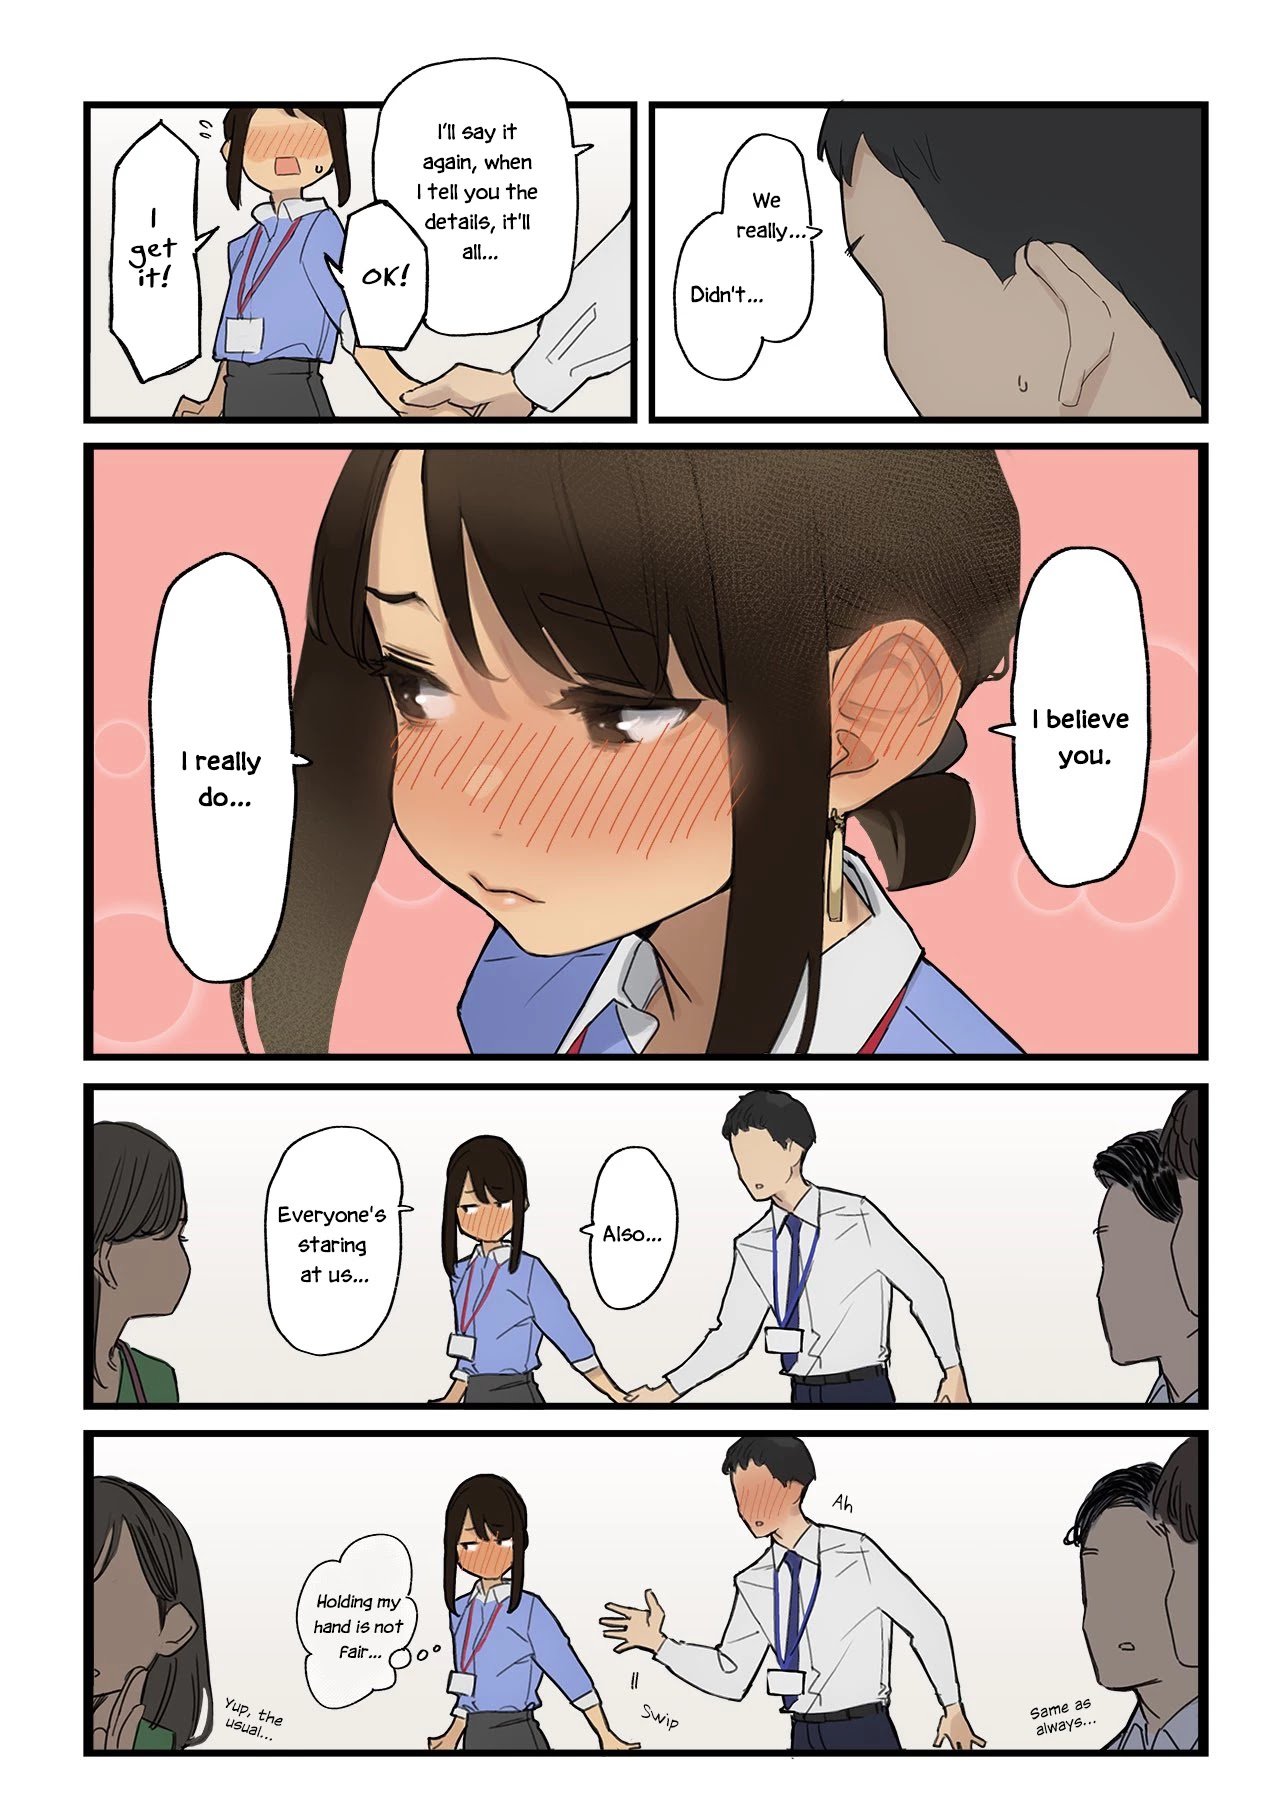 We
really...
Didn't...
I'll say it
again, when
I tell you the
details, it'll
all...
OK!
I
get
it!
I believe
you.
I really
do...
Also...
Everyone's
staring
at us...
Ah
Swip
Holding my
hand is not
fair...
Same as
always...
Yup, the
usual...